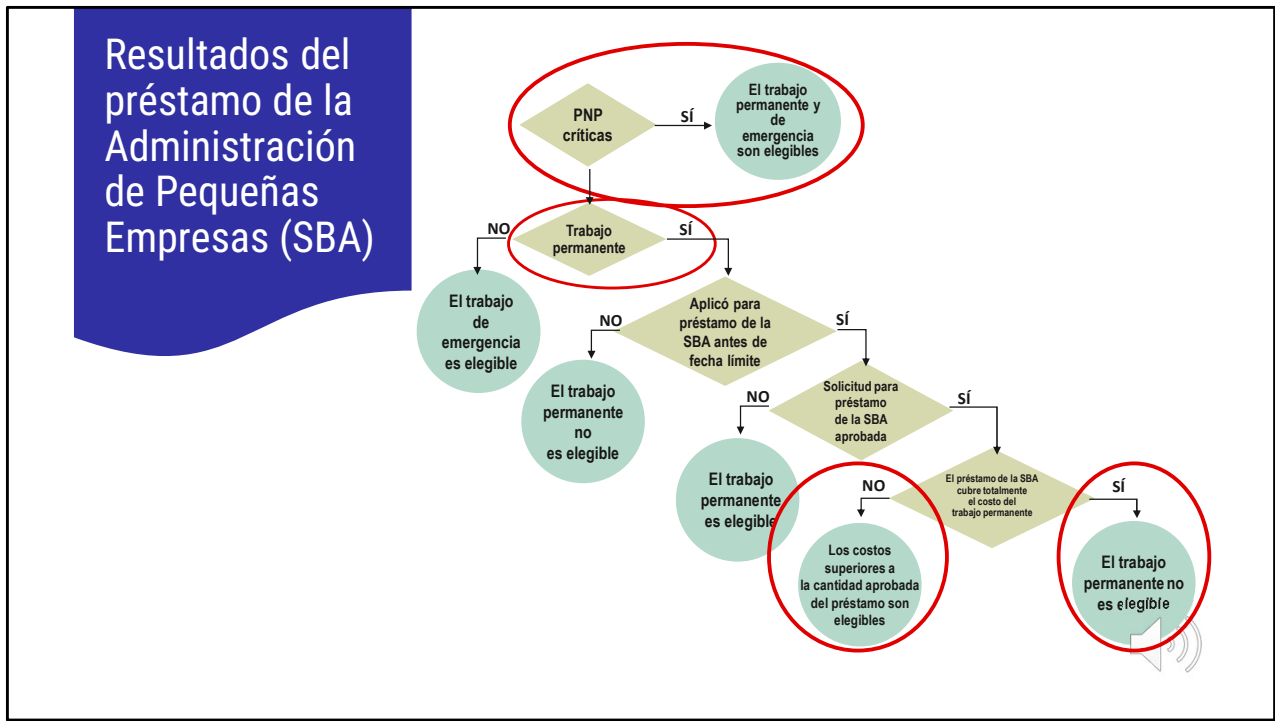 Resultados del
préstamo de la
Administración
de Pequeñas
Empresas (SBA)
PNP
críticas
SÍ
El trabajo
permanente y
de
emergencia
son elegibles
NO
Trabajo
permanente
SÍ
El trabajo
de
emergencia
es elegible
NO
Aplicó para
préstamo de la
SBA antes de
fecha límite
SÍ
El trabajo
permanente
no
es elegible
NO
Solicitud para
préstamo
de la SBA
aprobada
SÍ
El trabajo
permanente
es elegible
NO
El préstamo de la SBA
cubre totalmente
el costo del
trabajo permanente
SÍ
Los costos
superiores a
la cantidad aprobada
del préstamo son
elegibles
El trabajo
permanente no
es elegible